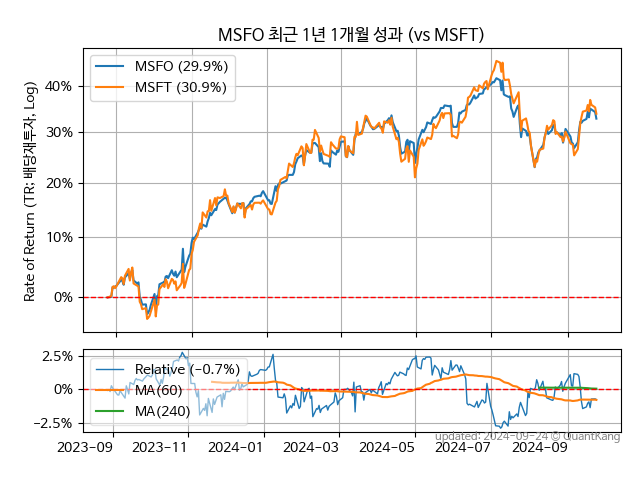 MSFO 최근 1년 1개월 성과 (vs MSFT)
Rate of Return (TR: 배당재투자, Log)
MSFO (29.9%)
MSFT (30.9%)
40%
30%
20%
10%
0%
Relative (−0.7%)
MA(60)
MA(240)
2.5%
0%
−2.5%
2023-09
2023-11
2024-01
2024-03
2024-05
2024-07
2024-09
updated: 2024-09-24 © QuantKang